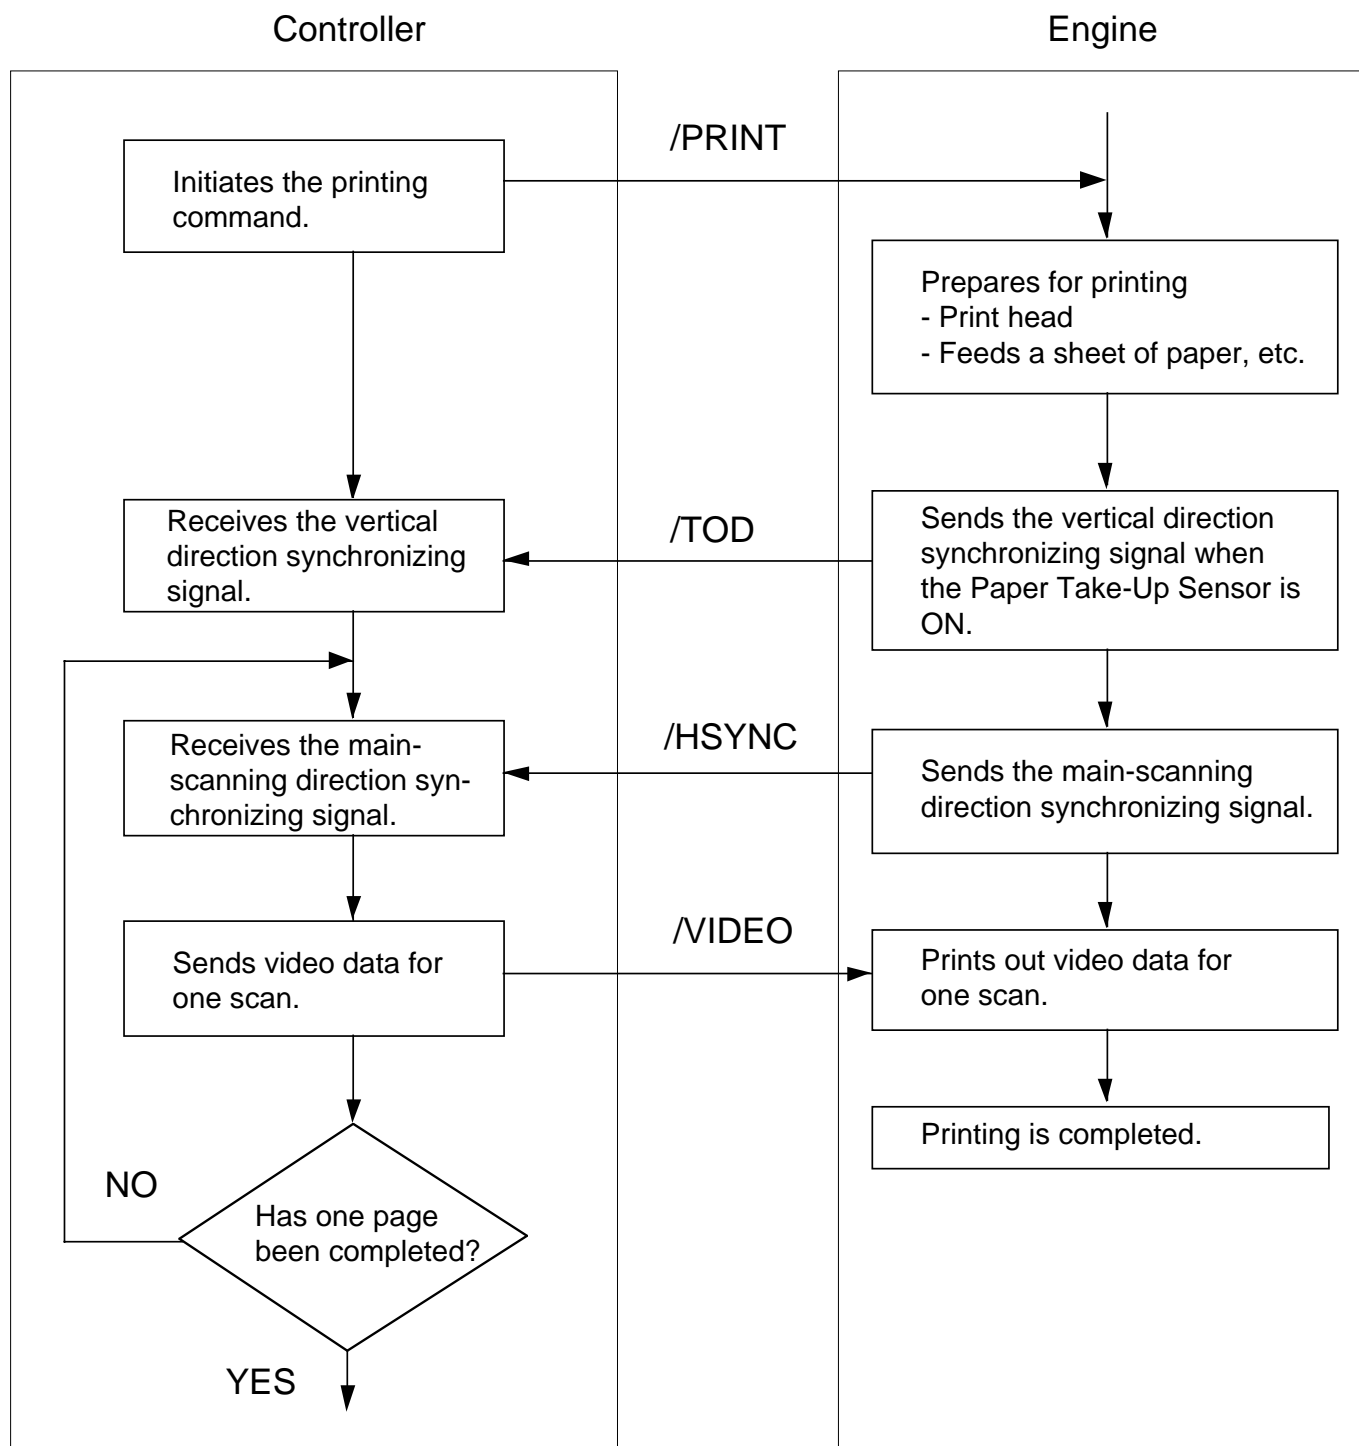 Controller
Engine
/PRINT
Initiates the printing
command.
Prepares for printing
- Print head
- Feeds a sheet of paper, etc.
Receives the vertical
direction synchronizing
signal.
/TOD
Sends the vertical direction
synchronizing signal when
the Paper Take-Up Sensor is
ON.
Receives the main-
scanning direction syn-
chronizing signal.
/HSYNC
Sends the main-scanning
direction synchronizing signal.
Sends video data for
one scan.
/VIDEO
Prints out video data for
one scan.
Printing is completed.
NO
Has one page
been completed?
YES